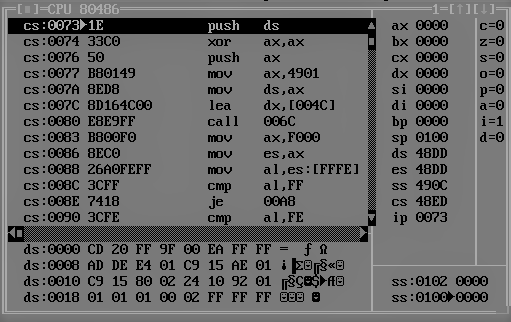 [■]=CPU 80486 1=[↑][↓]
cs:0073►1E push ds ax 0000 c=0
cs:0074 33C0 xor ax,ax bx 0000 z=0
cs:0076 50 push ax cx 0000 s=0
cs:0077 B80149 mov ax,4901 dx 0000 o=0
cs:007A 8ED8 mov ds,ax si 0000 p=0
cs:007C 8D164C00 lea dx,[004C] di 0000 a=0
cs:0080 E8E9FF call 006C bp 0000 i=1
cs:0083 B800F0 mov ax,F000 sp 0100 d=0
cs:0086 8EC0 mov es,ax ds 48DD
cs:0088 26A0FEFF mov al,es:[FFFE] es 48DD
cs:008C 3CFF cmp al,FF ss 490C
cs:008E 7418 je 00A8 cs 48ED
cs:0090 3CFE cmp al,FE ip 0073
ds:0000 CD 20 FF 9F 00 EA FF FF = ƒ Ω
ds:0008 AD DE E4 01 C9 15 AE 01
ds:0010 C9 15 80 02 24 10 92 01 ss:0102 0000
ds:0018 01 01 01 00 02 FF FF FF ss:0100►0000